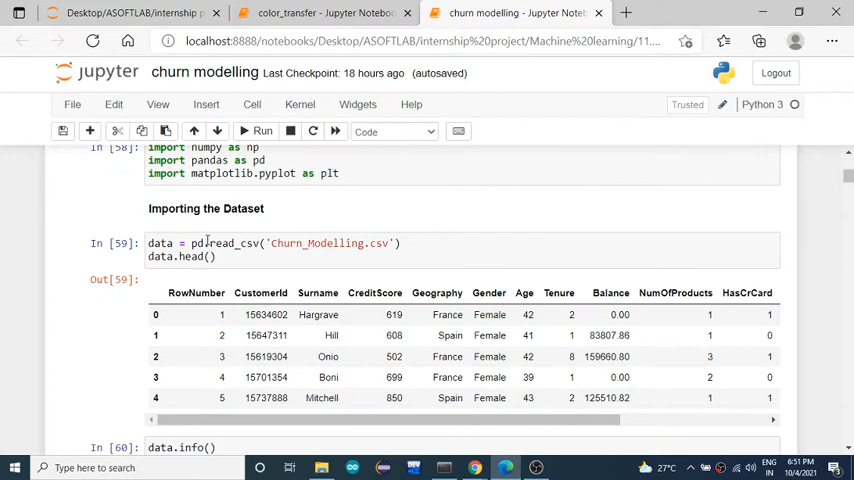 Desktop/ASOFTLAB/internship p
color_transfer - Jupyter Noteboo
churn modelling - Jupyter Noteb
localhost:8888/notebooks/Desktop/ASOFTLAB/internship%20project/Machine%20learning/11....
jupyter churn modelling Last Checkpoint: 18 hours ago (autosaved)
Logout
File Edit View Insert Cell Kernel Widgets Help
Trusted
Python 3
Run
Code
In [58]: import numpy as np
import pandas as pd
import matplotlib.pyplot as plt
Importing the Dataset
In [59]: data = pd.read_csv('Churn_Modelling.csv')
data.head()
Out[59]:
RowNumber CustomerId Surname CreditScore Geography Gender Age Tenure Balance NumOfProducts HasCrCard
0 1 15634602 Hargrave 619 France Female 42 2 0.00 1 1
1 2 15647311 Hill 608 Spain Female 41 1 83807.86 1 0
2 3 15619304 Onio 502 France Female 42 8 159660.80 3 1
3 4 15701354 Boni 699 France Female 39 1 0.00 2 0
4 5 15737888 Mitchell 850 Spain Female 43 2 125510.82 1 1
In [60]: data.info()
Type here to search
27°C
ENG
IN
6:51 PM
10/4/2021
3